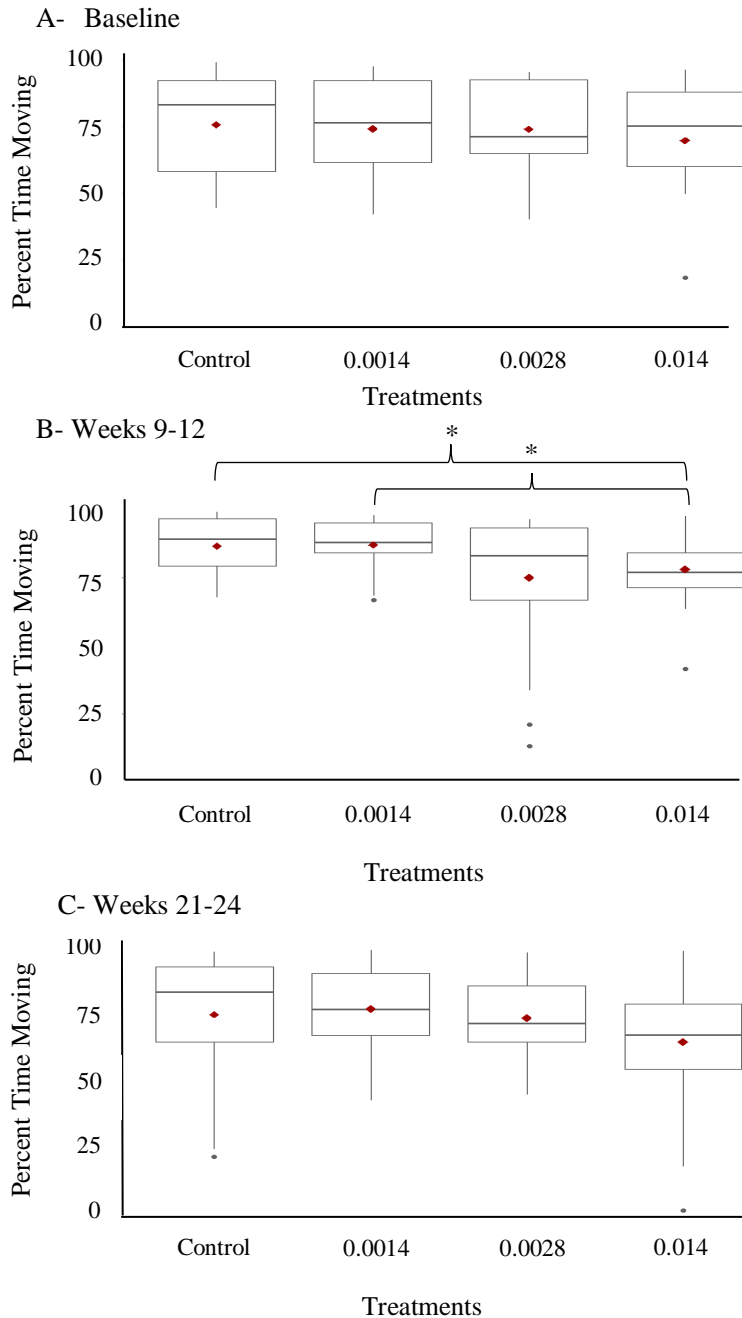 A- Baseline
Percent Time Moving
100
75
50
25
0
Control 0.0014 0.0028 0.014
Treatments
B- Weeks 9-12
* *
Percent Time Moving
100
75
50
25
0
Control 0.0014 0.0028 0.014
Treatments
C- Weeks 21-24
Percent Time Moving
100
75
50
25
0
Control 0.0014 0.0028 0.014
Treatments